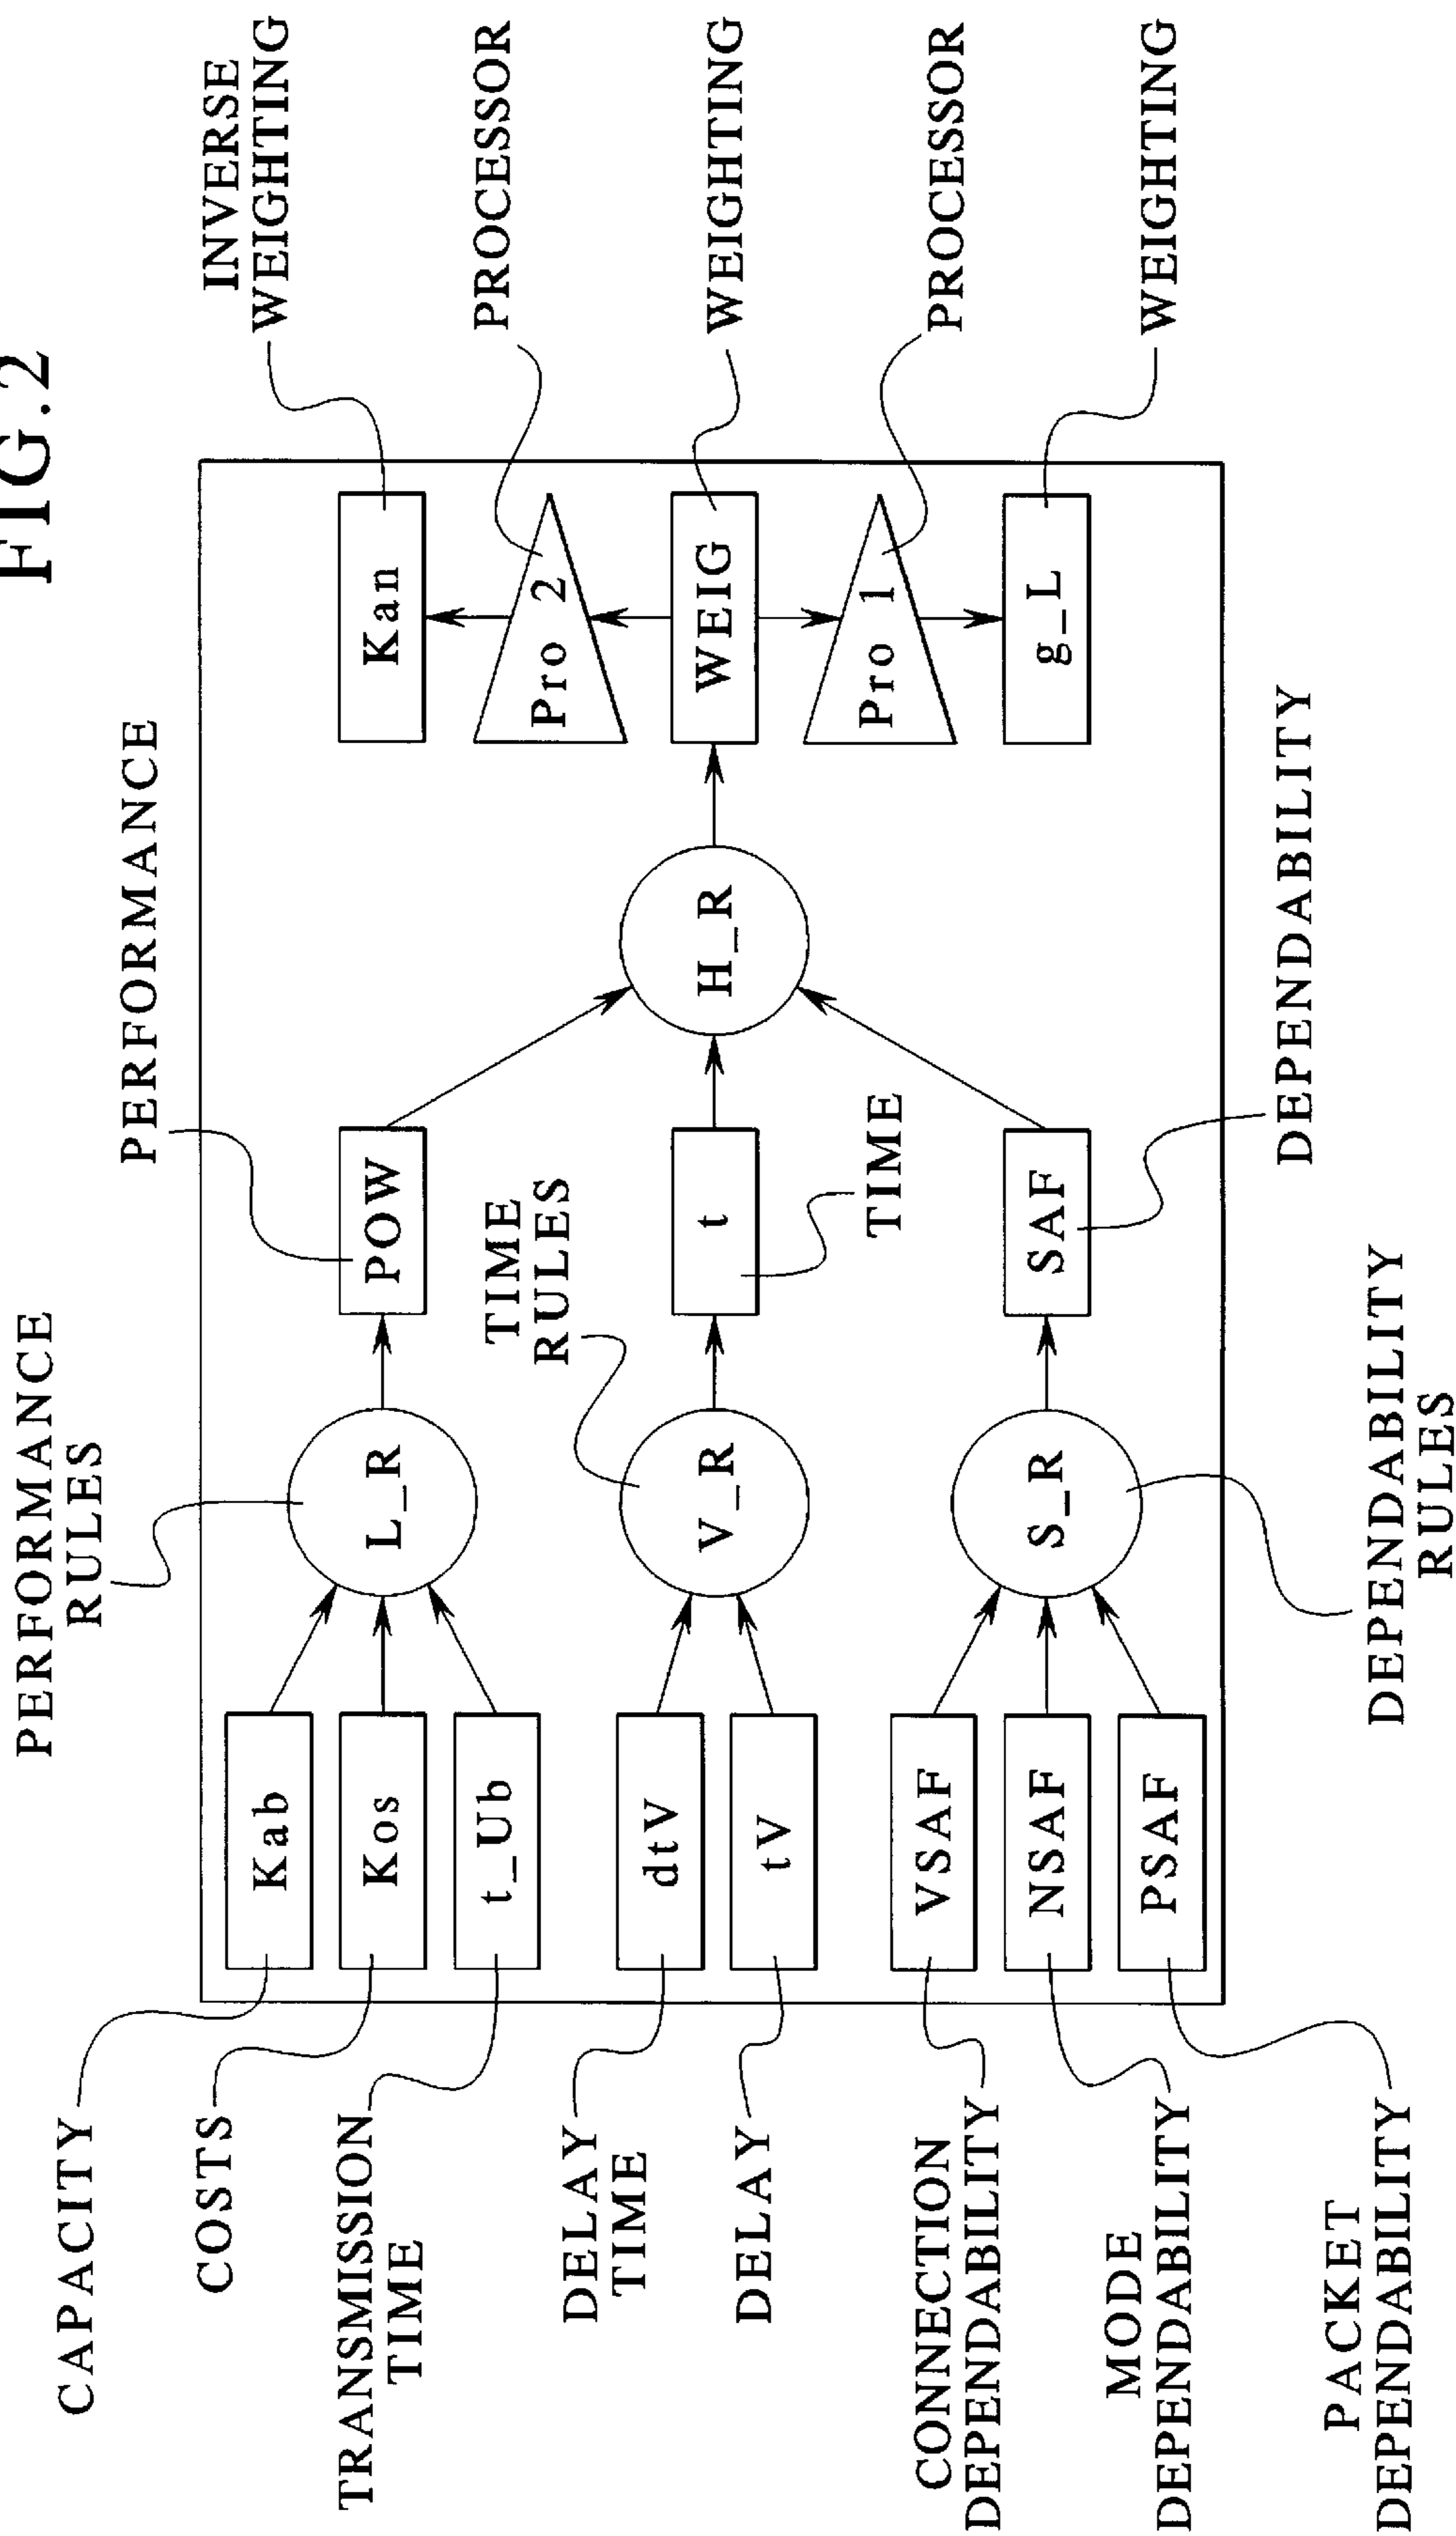 FIG.2
CAPACITY
COSTS
TRANSMISSION
TIME
DELAY
TIME
DELAY
CONNECTION
DEPENDABILITY
MODE
DEPENDABILITY
PACKET
DEPENDABILITY
Kab
Kos
t_Ub
dtV
tV
VSAF
NSAF
PSAF
PERFORMANCE
RULES
L_R
TIME
RULES
V_R
S_R
DEPENDABILITY
RULES
PERFORMANCE
POW
t
TIME
SAF
DEPENDABILITY
H_R
Kan
Pro 2
WEIG
Pro 1
g_L
INVERSE
WEIGHTING
PROCESSOR
WEIGHTING
PROCESSOR
WEIGHTING